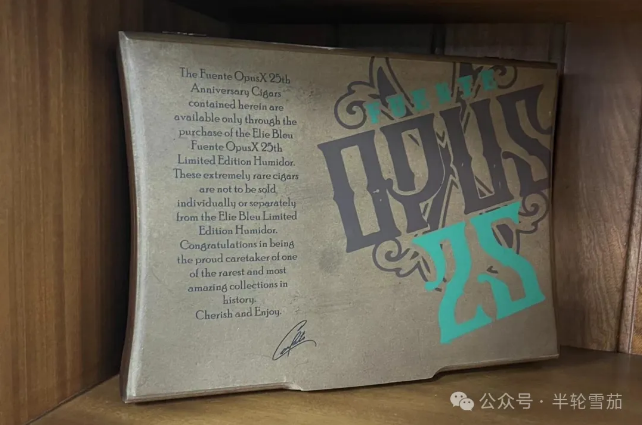 The Fuente OpusX 25th
Anniversary Cigars
contained herein are
available only through the
purchase of the Elie Bleu
Fuente OpusX 25th
Limited Edition Humidor.
These extremely rare cigars
are not to be sold
individually or separately
from the Elie Bleu Limited
Edition Humidor.
Congratulations in being
the proud caretaker of one
of the rarest and most
amazing collections in
history.
Cherish and Enjoy.
FUENTE
OPUS
25
公众号 · 半轮雪茄